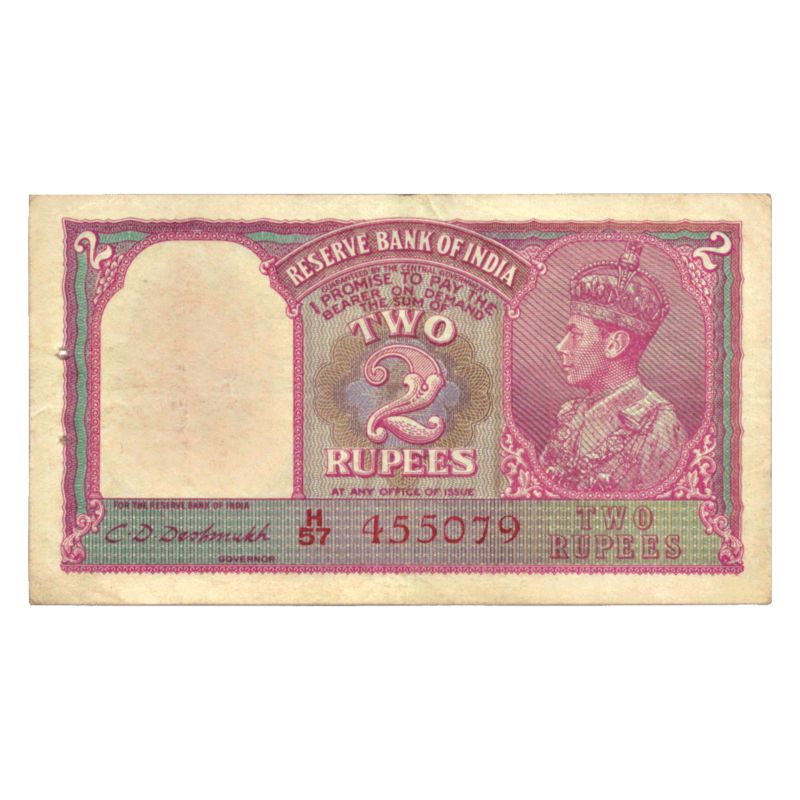 2
2
RESERVE BANK OF INDIA
GUARANTEED BY THE CENTRAL GOVERNMENT
I PROMISE TO PAY THE
BEARER ON DEMAND
THE SUM OF
TWO
2
RUPEES
AT ANY OFFICE OF ISSUE
FOR THE RESERVE BANK OF INDIA
C. D. Deshmukh
GOVERNOR
H/57 455079
TWO
RUPEES